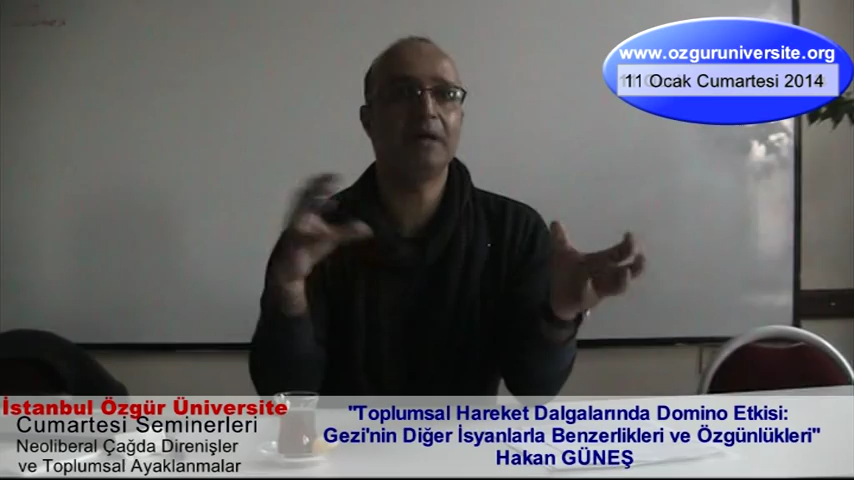 www.ozguruniversite.org
11 Ocak Cumartesi 2014
İstanbul Özgür Üniversite
Cumartesi Seminerleri
Neoliberal Çağda Direnişler
ve Toplumsal Ayaklanmalar
"Toplumsal Hareket Dalgalarında Domino Etkisi:
Gezi'nin Diğer İsyanlarla Benzerlikleri ve Özgünlükleri"
Hakan GÜNEŞ